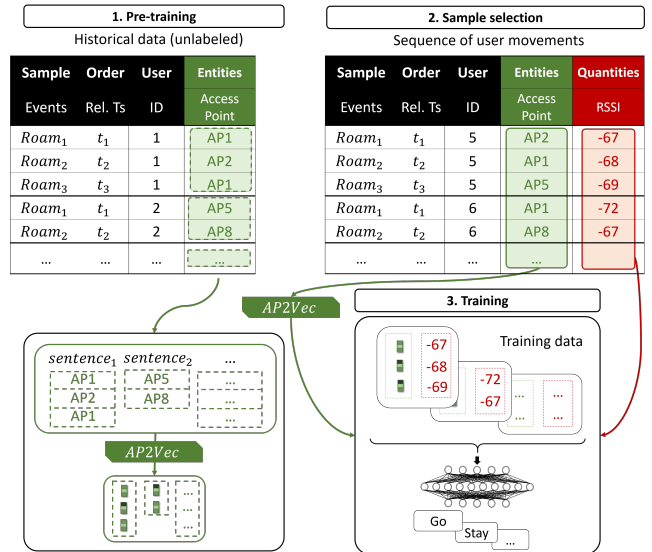 1. Pre-training
Historical data (unlabeled)
Sample Order User Entities
Events Rel. Ts ID Access Point
Roam₁ t₁ 1 AP1
Roam₂ t₂ 1 AP2
Roam₃ t₃ 1 AP1
Roam₁ t₁ 2 AP5
Roam₂ t₂ 2 AP8
... ... ... ...
2. Sample selection
Sequence of user movements
Sample Order User Entities Quantities
Events Rel. Ts ID Access Point RSSI
Roam₁ t₁ 5 AP2 -67
Roam₂ t₂ 5 AP1 -68
Roam₃ t₃ 5 AP5 -69
Roam₁ t₁ 6 AP1 -72
Roam₂ t₂ 6 AP8 -67
... ... ... ... ...
AP2Vec
sentence₁ sentence₂ ...
AP1 AP5 ...
AP2 AP8 ...
AP1 ...
AP2Vec
...
...
...
3. Training
Training data
-67
-68
-69
-72
-67
... ...
... ...
Go
Stay
...